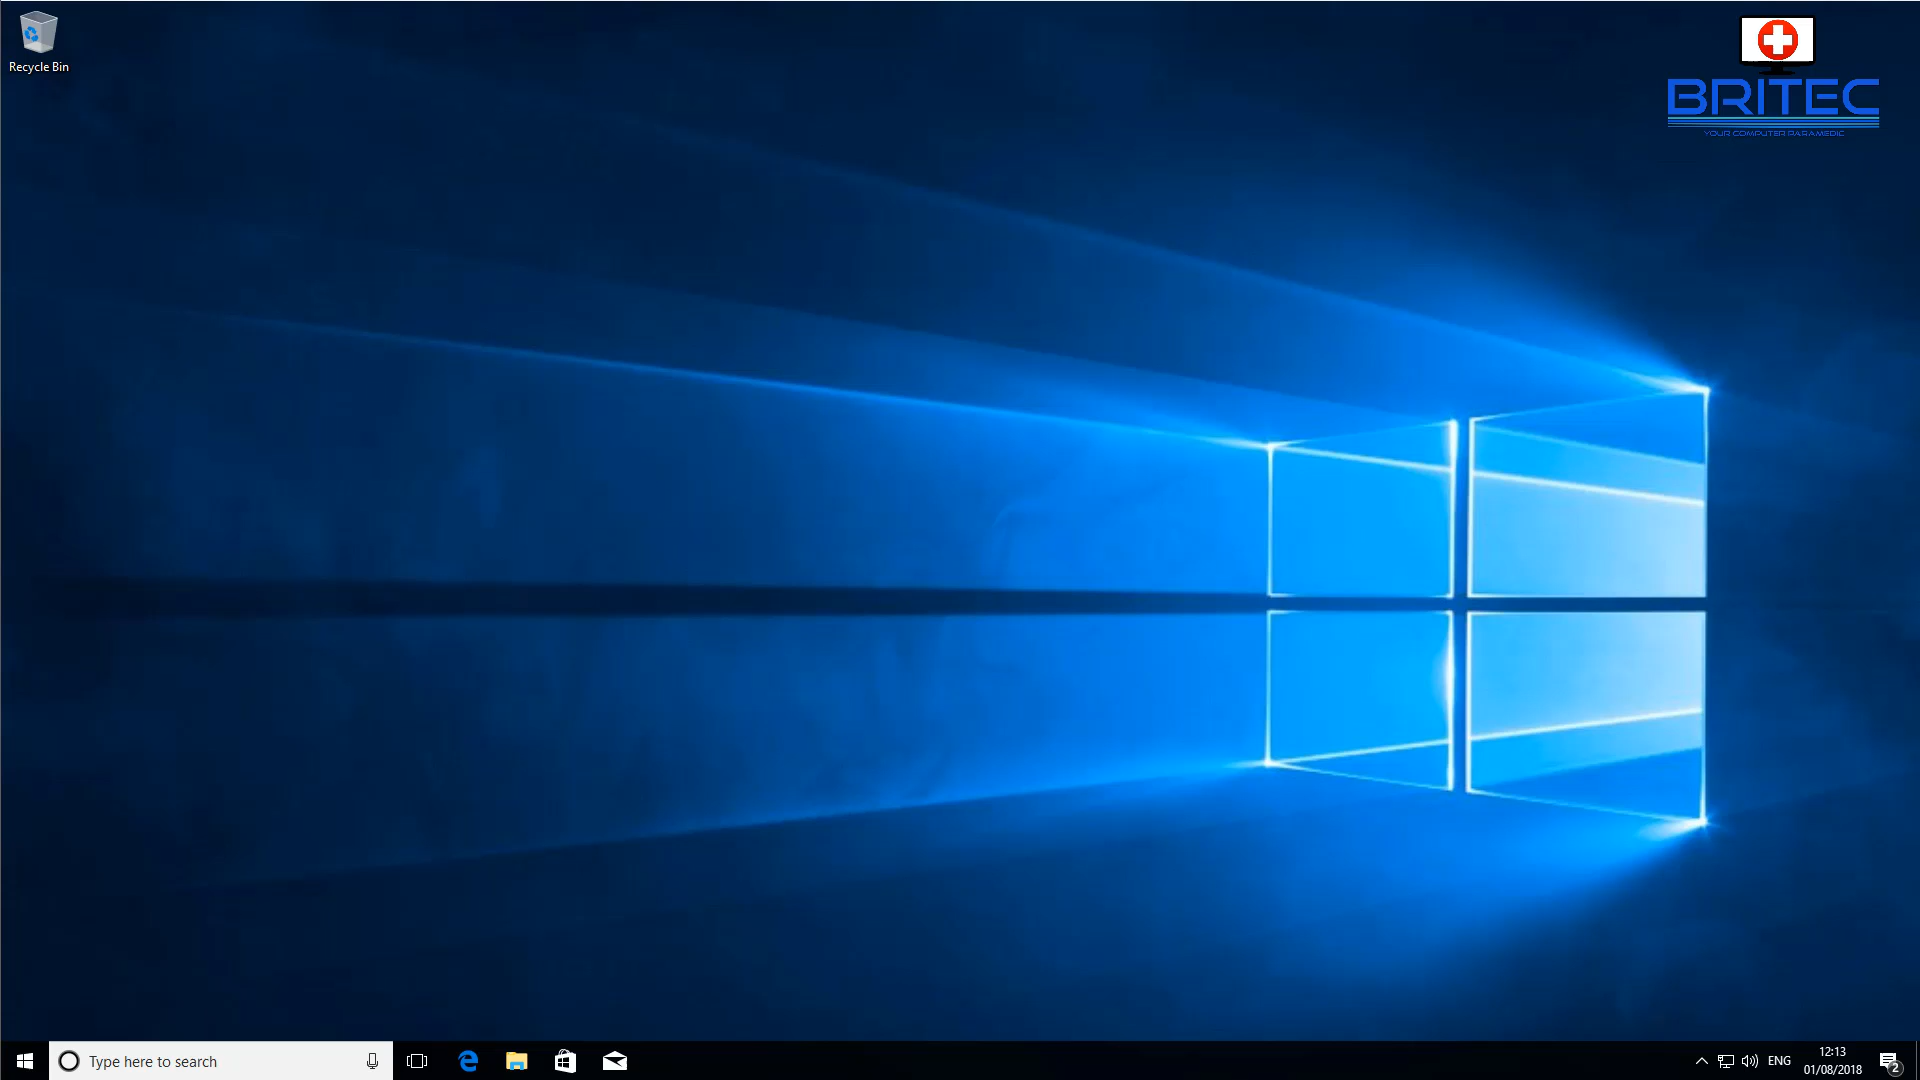 Recycle Bin
BRITEC
YOUR COMPUTER PARAMEDIC
Type here to search
ENG
12:13
01/08/2018
2